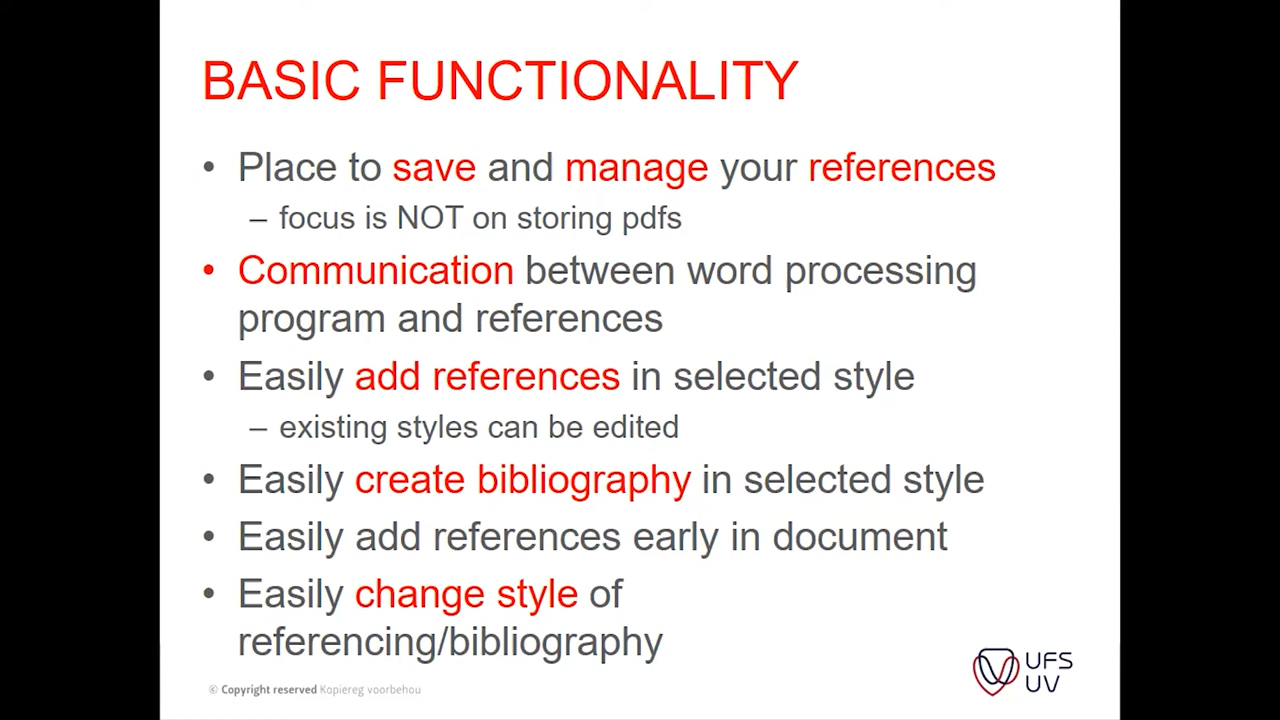 BASIC FUNCTIONALITY
• Place to save and manage your references
– focus is NOT on storing pdfs
• Communication between word processing
program and references
• Easily add references in selected style
– existing styles can be edited
• Easily create bibliography in selected style
• Easily add references early in document
• Easily change style of
referencing/bibliography
© Copyright reserved Kopiereg voorbehou
UFS
UV